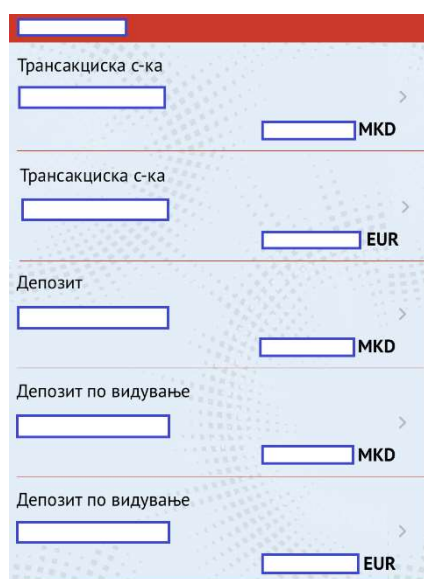 Трансакциска с-ка
MKD
Трансакциска с-ка
EUR
Депозит
MKD
Депозит по видување
MKD
Депозит по видување
EUR